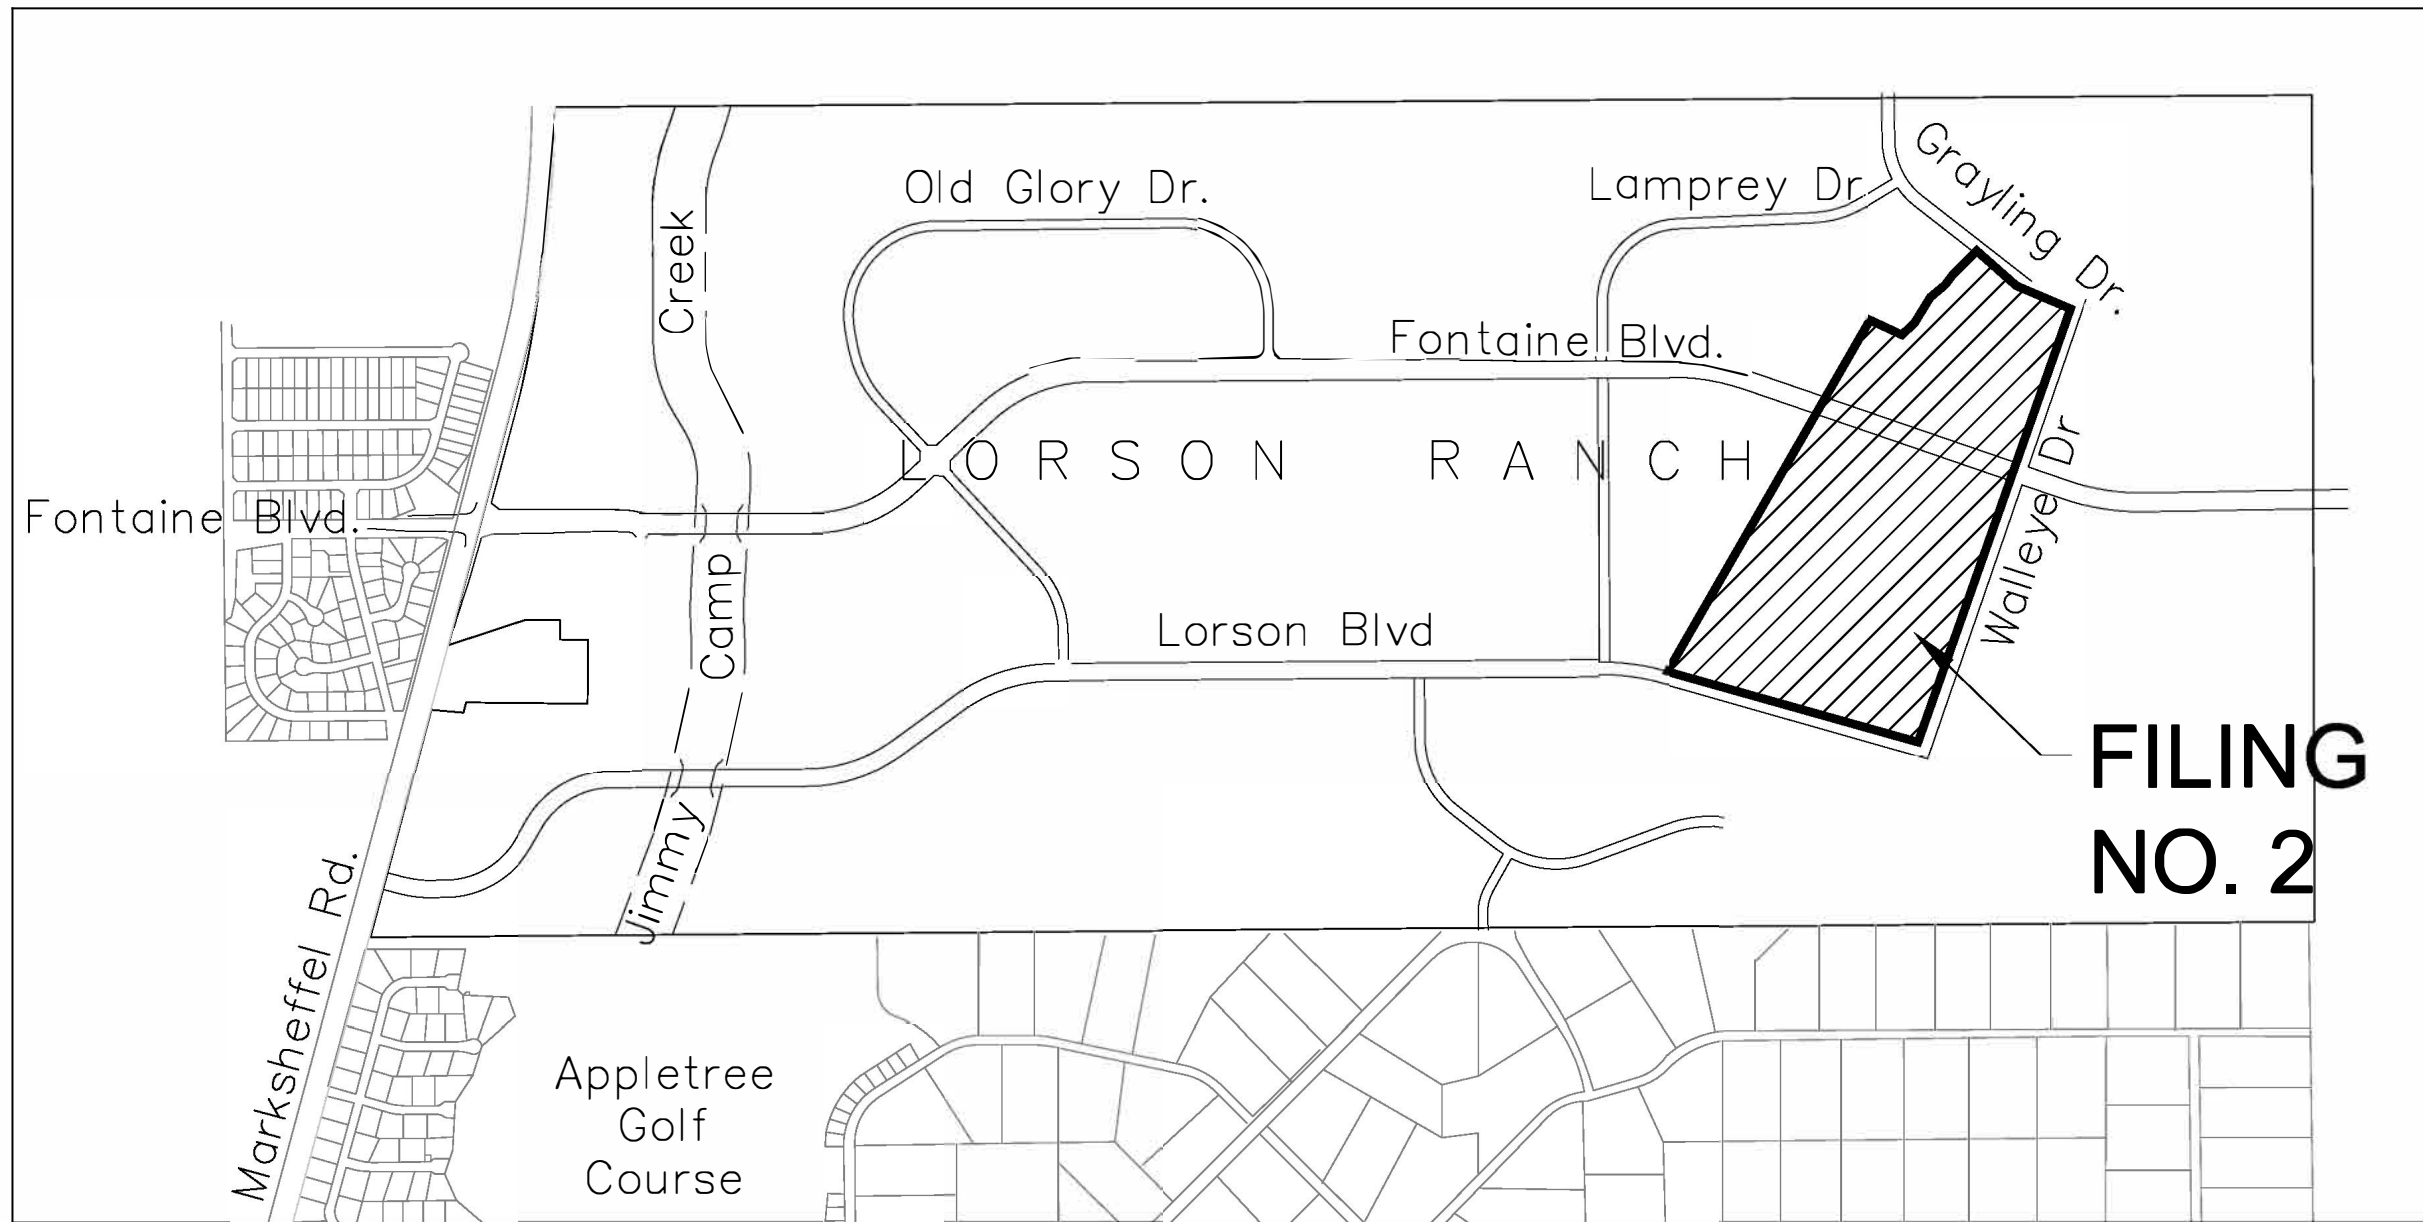 Old Glory Dr.
Lamprey Dr
Grayling Dr.
Creek
Fontaine Blvd.
LORSON RANCH
Walleye Dr
Fontaine Blvd.
Camp
Lorson Blvd
FILING
NO. 2
Jimmy
Marksheffel Rd.
Appletree
Golf
Course